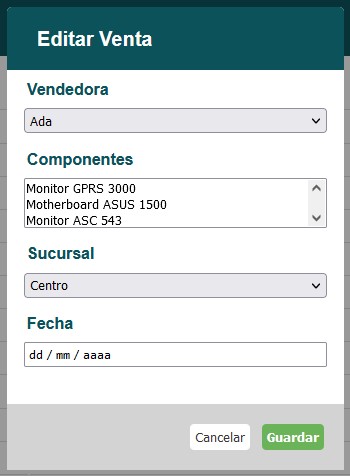 Editar Venta
Vendedora
Ada
Componentes
Monitor GPRS 3000
Motherboard ASUS 1500
Monitor ASC 543
Sucursal
Centro
Fecha
dd / mm / aaaa
Cancelar Guardar